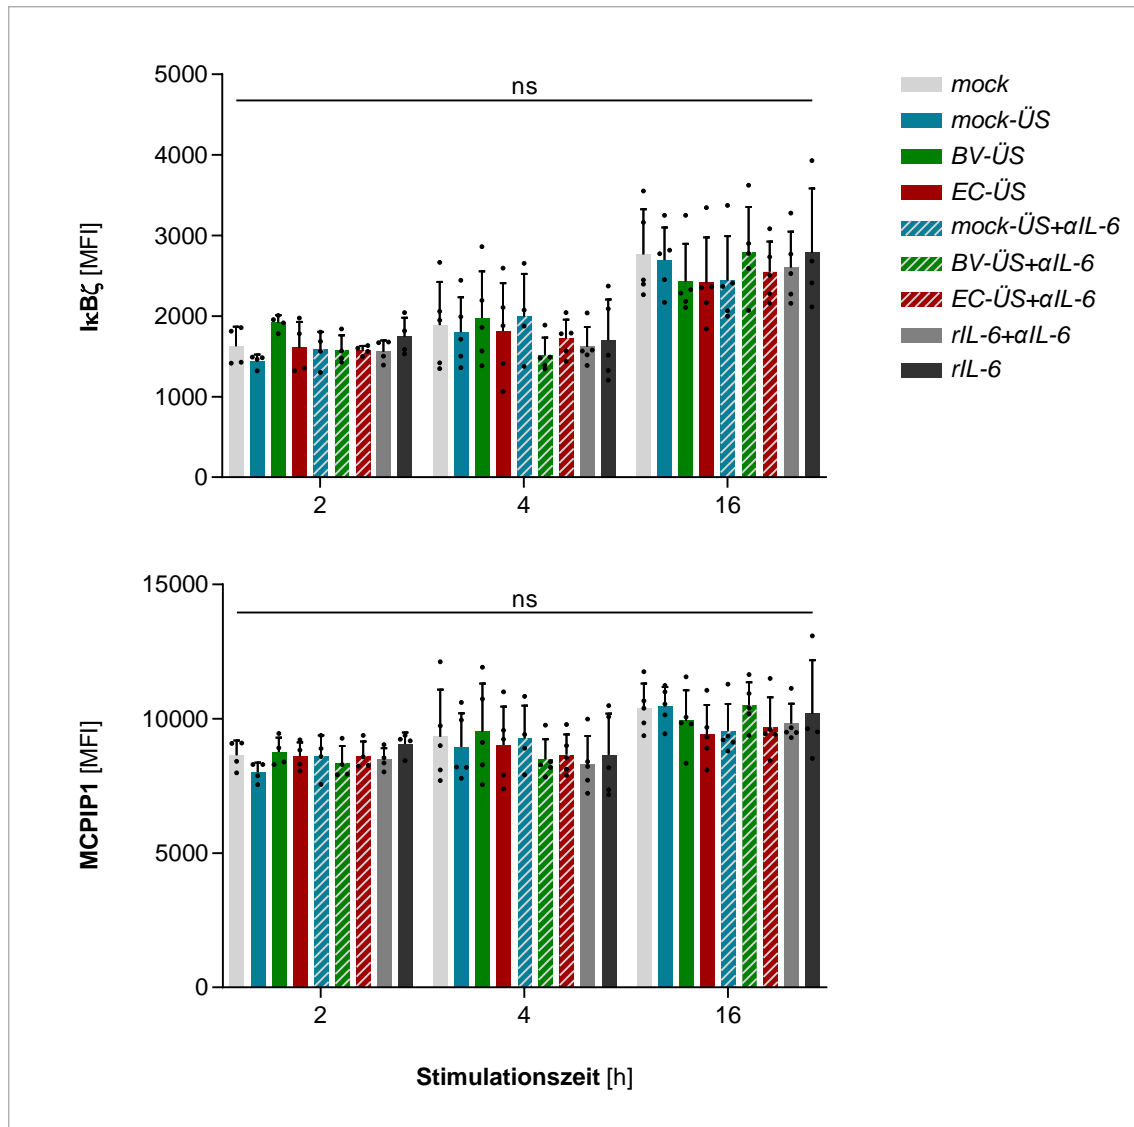 5000
4000
3000
2000
1000
0
IκBζ [MFI]
ns
2
4
16
mock
mock-ÜS
BV-ÜS
EC-ÜS
mock-ÜS+αIL-6
BV-ÜS+αIL-6
EC-ÜS+αIL-6
rIL-6+αIL-6
rIL-6
15000
10000
5000
0
MCPIP1 [MFI]
ns
2
4
16
Stimulationszeit [h]